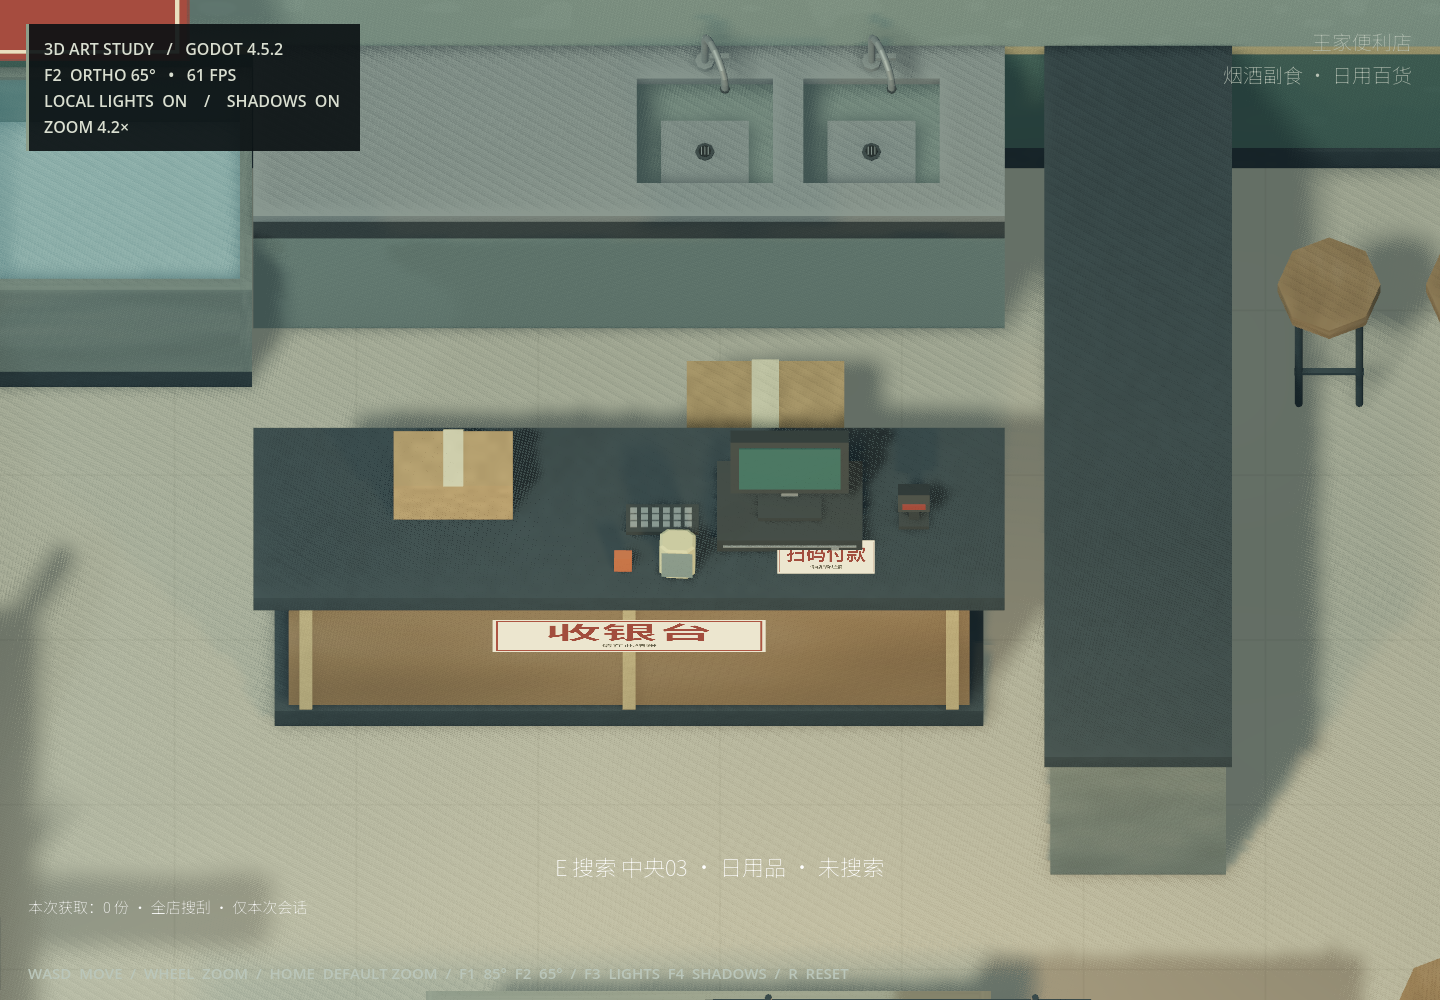 3D ART STUDY / GODOT 4.5.2
F2 ORTHO 65° • 61 FPS
LOCAL LIGHTS ON / SHADOWS ON
ZOOM 4.2×
王家便利店
烟酒副食 · 日用百货
扫码付款
收银台
E 搜索 中央03 · 日用品 · 未搜索
本次获取：0 份 · 全店搜刮 · 仅本次会话
WASD MOVE / WHEEL ZOOM / HOME DEFAULT ZOOM / F1 85° F2 65° / F3 LIGHTS F4 SHADOWS / R RESET